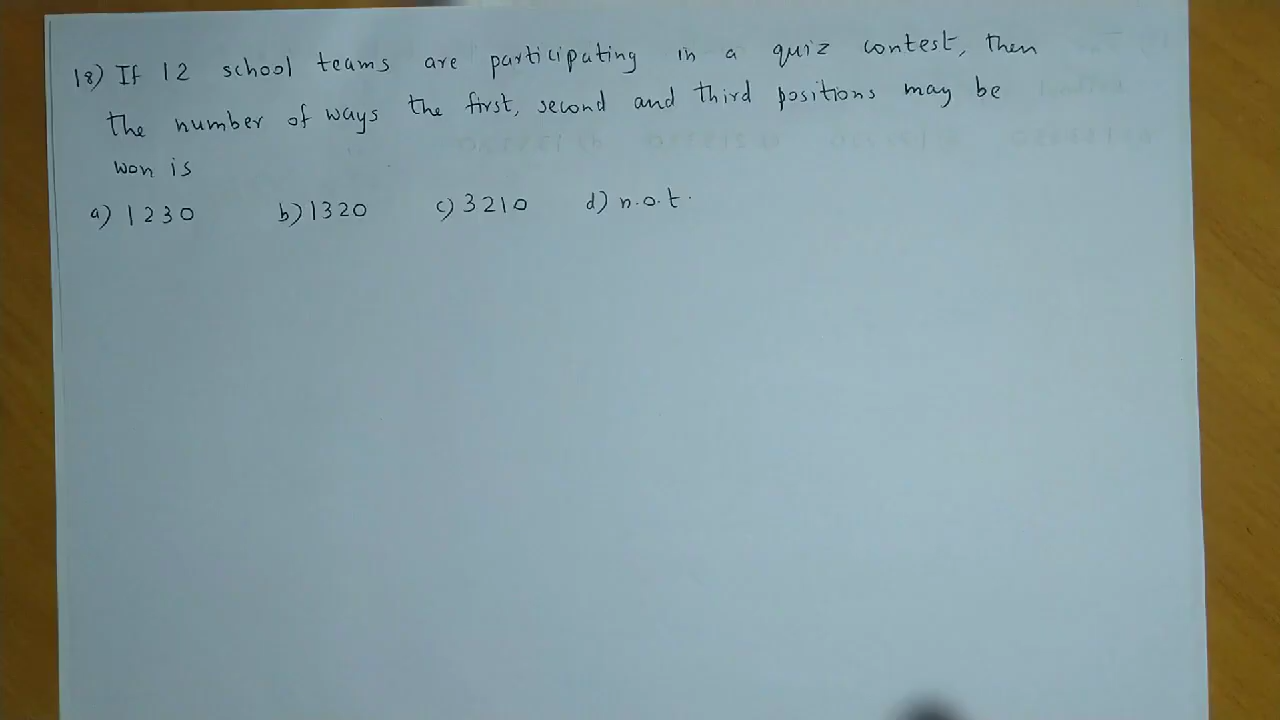 18) If 12 school teams are participating in a quiz contest, then
the number of ways the first, second and third positions may be
won is
a) 1230 b) 1320 c) 3210 d) n.o.t.